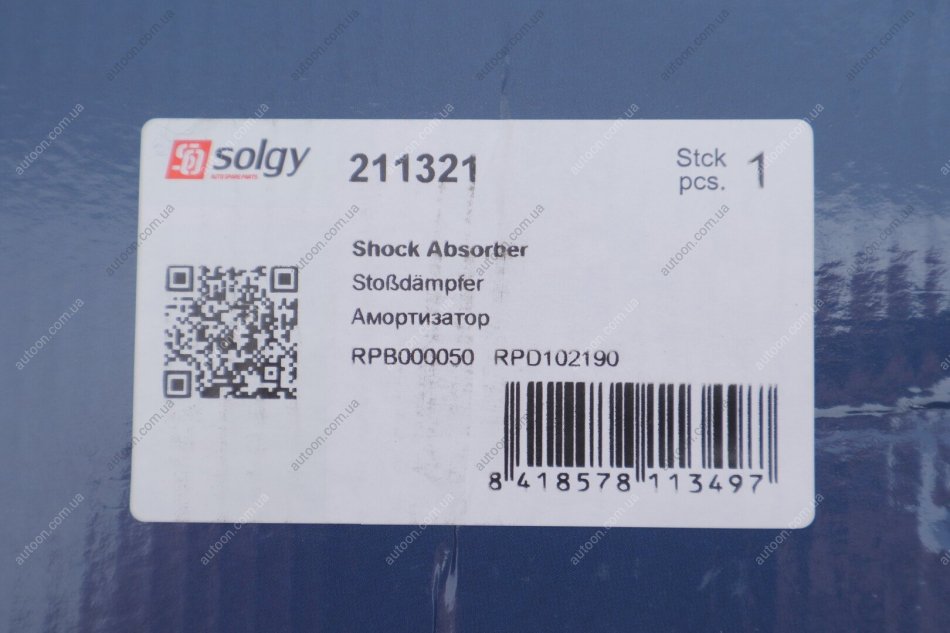 solgy
AUTO SPARE PARTS
211321
Stck
pcs.
1
Shock Absorber
Stoßdämpfer
Амортизатор
RPB000050 RPD102190
8 418578 113497
autoon.com.ua